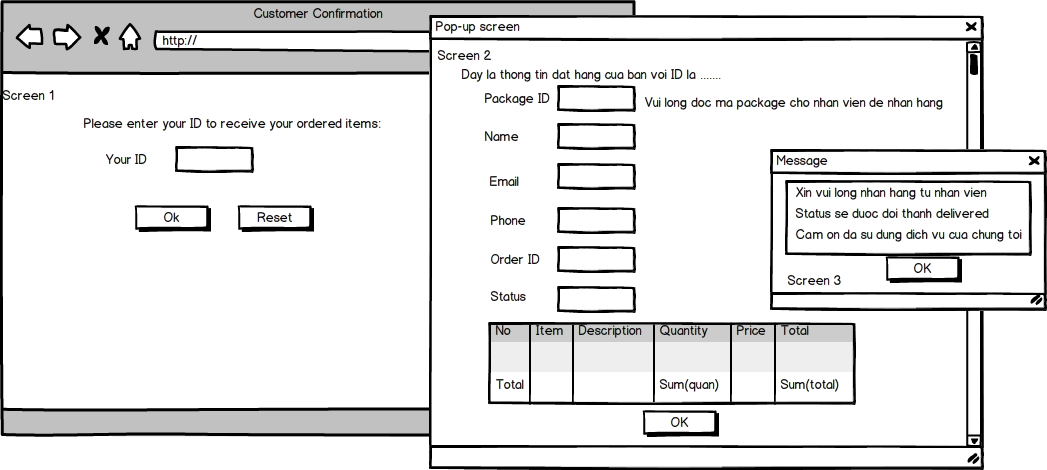 Customer Confirmation
http://
Screen 1
Please enter your ID to receive your ordered items:
Your ID
Ok
Reset
Pop-up screen
Screen 2
Day la thong tin dat hang cua ban voi ID la .......
Package ID
Vui long doc ma package cho nhan vien de nhan hang
Name
Email
Phone
Order ID
Status
No Item Description Quantity Price Total
Total Sum(quan) Sum(total)
OK
Message
Xin vui long nhan hang tu nhan vien
Status se duoc doi thanh delivered
Cam on da su dung dich vu cua chung toi
OK
Screen 3